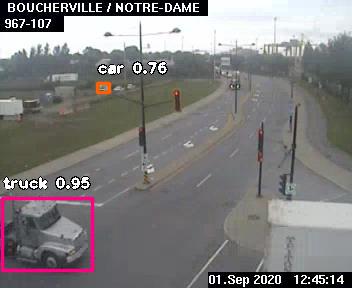 BOUCHERVILLE / NOTRE-DAME
967-107
car 0.76
truck 0.95
01.Sep 2020 12:45:14